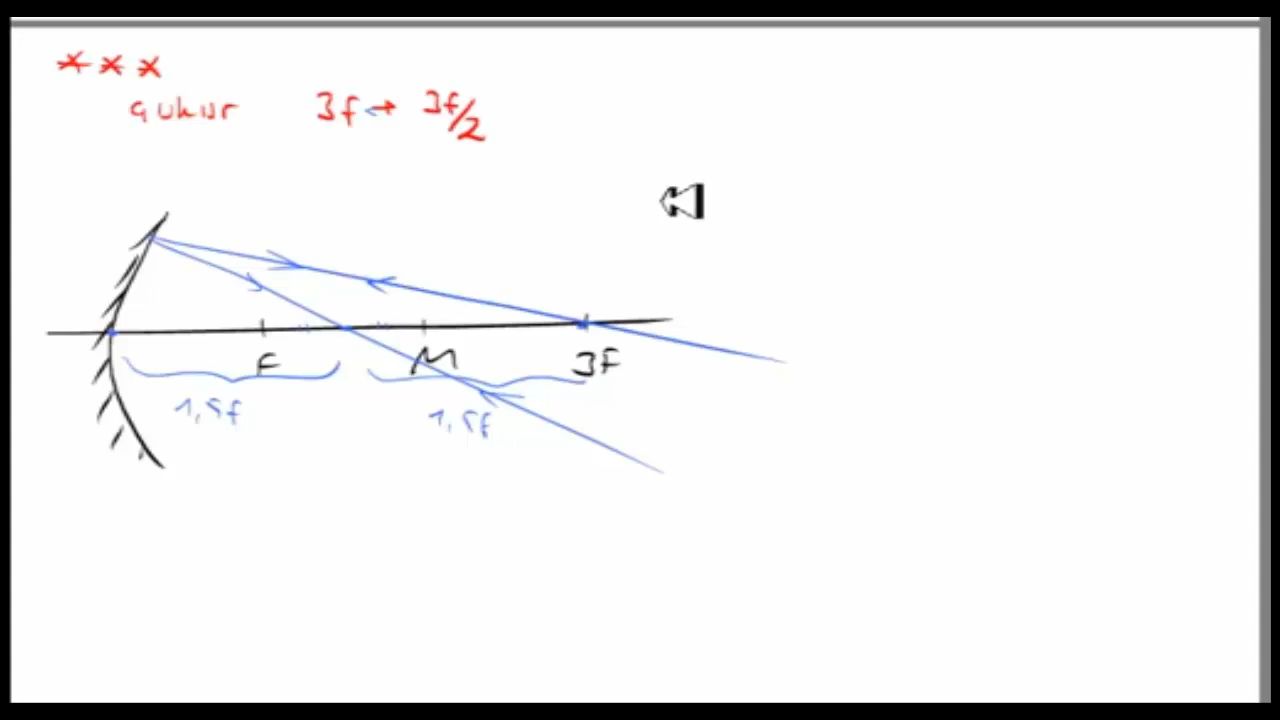 ***
çukur 3f ↔ 3f/2
F M 3F
1,5f 1,5f